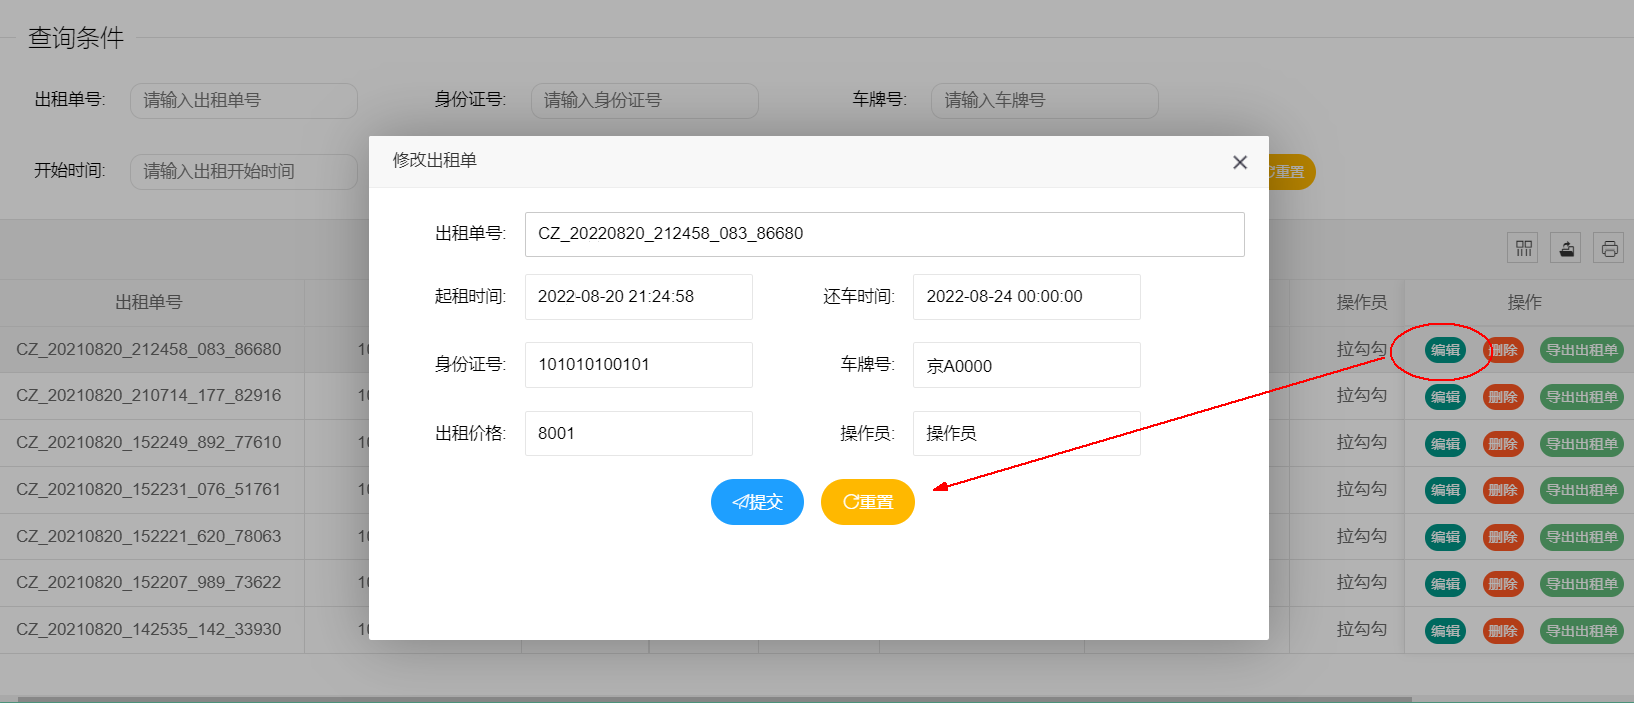 查询条件
出租单号: 请输入出租单号 身份证号: 请输入身份证号 车牌号: 请输入车牌号
开始时间: 请输入出租开始时间 重置
修改出租单
出租单号: CZ_20220820_212458_083_86680
起租时间: 2022-08-20 21:24:58 还车时间: 2022-08-24 00:00:00
身份证号: 101010100101 车牌号: 京A0000
出租价格: 8001 操作员: 操作员
提交 重置
出租单号 操作员 操作
CZ_20210820_212458_083_86680 拉勾勾 编辑 删除 导出出租单
CZ_20210820_210714_177_82916 拉勾勾 编辑 删除 导出出租单
CZ_20210820_152249_892_77610 拉勾勾 编辑 删除 导出出租单
CZ_20210820_152231_076_51761 拉勾勾 编辑 删除 导出出租单
CZ_20210820_152221_620_78063 拉勾勾 编辑 删除 导出出租单
CZ_20210820_152207_989_73622 拉勾勾 编辑 删除 导出出租单
CZ_20210820_142535_142_33930 拉勾勾 编辑 删除 导出出租单